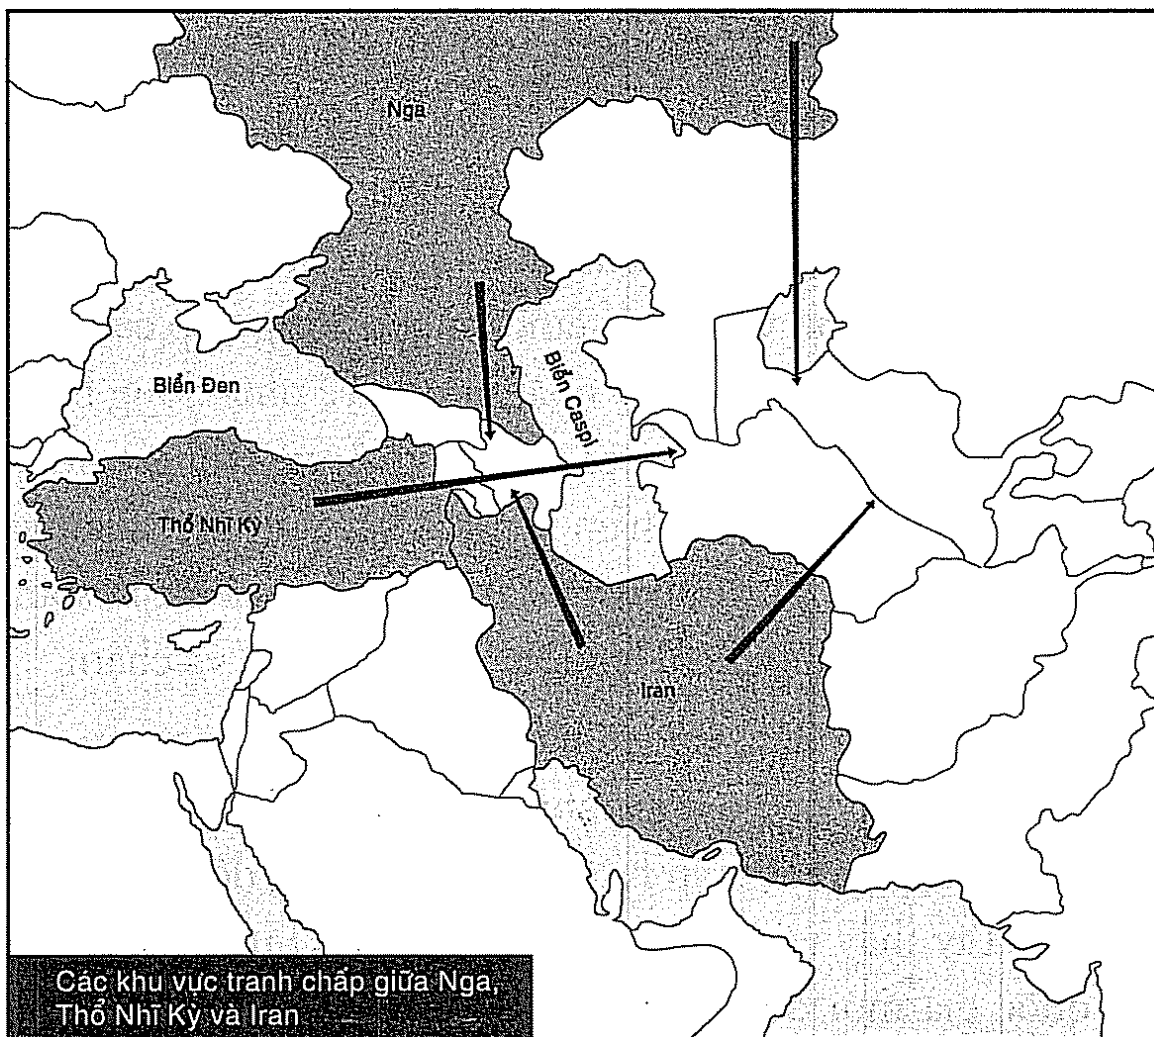 Nga
Biển Đen
Biển Caspi
Thổ Nhĩ Kỳ
Iran
Các khu vực tranh chấp giữa Nga,
Thổ Nhĩ Kỳ và Iran